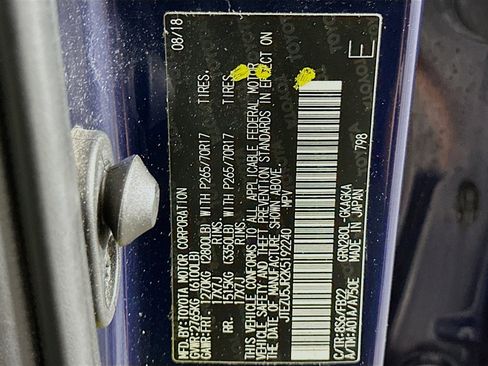 MFD. BY: TOYOTA MOTOR CORPORATION 08/18
GVWR: 2765KG (6100LB)
GAWR: FRT. 1270KG (2800LB) WITH P265/70R17 TIRES,
17X7J RIMS,
RR. 1515KG (3350LB) WITH P265/70R17 TIRES,
17X7J RIMS,
THIS VEHICLE CONFORMS TO ALL APPLICABLE FEDERAL MOTOR
VEHICLE SAFETY AND THEFT PREVENTION STANDARDS IN EFFECT ON
THE DATE OF MANUFACTURE SHOWN ABOVE.
JTEZU5JR2K5192240 MPV
798
C/TR: 8S6/FB22 GRN280L-GKAGKA
A/TM: A01A/A750E MADE IN JAPAN
E